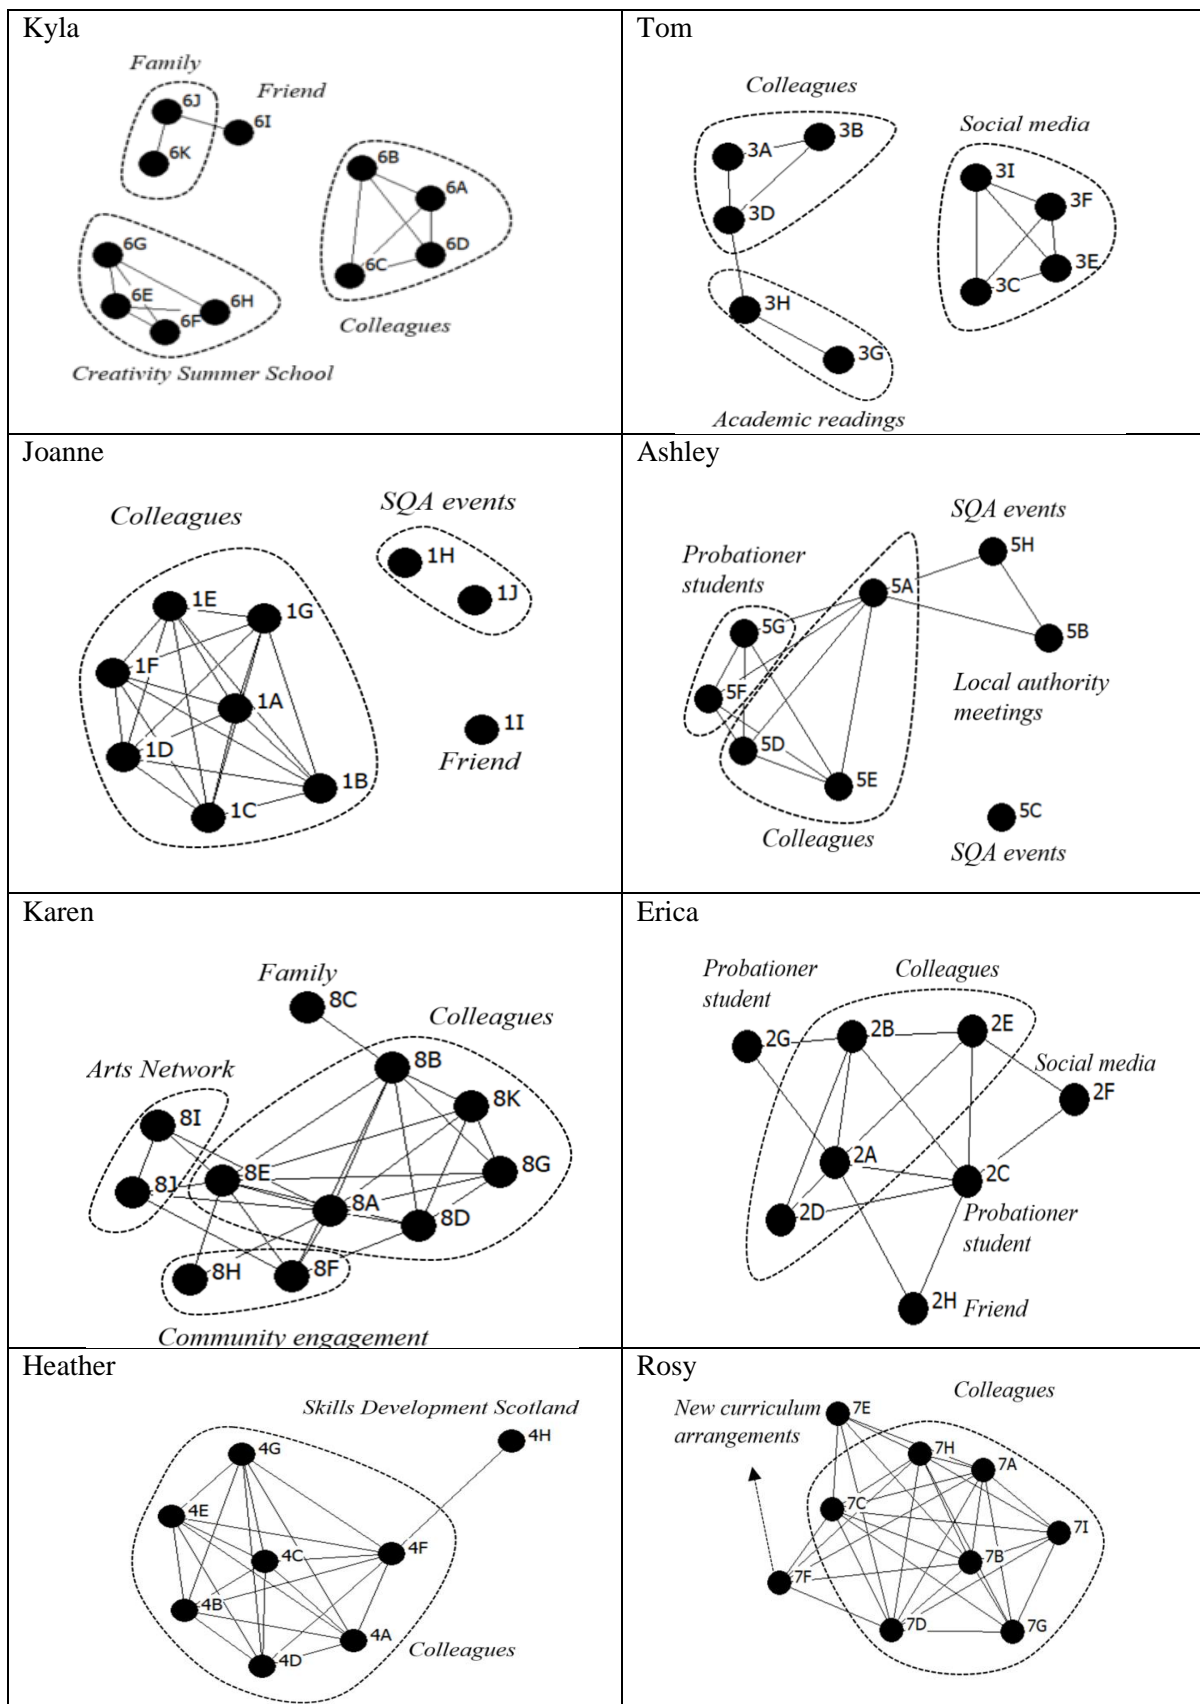 Kyla
Family
6J
Friend
6I
6K
6B
6A
6G
6D
6C
6E
6H
6F
Colleagues
Creativity Summer School
Tom
Colleagues
3B
Social media
3A
3I
3F
3D
3E
3C
3H
3G
Academic readings
Joanne
SQA events
Colleagues
1H
1J
1E
1G
1F
1A
1I
1D
Friend
1B
1C
Ashley
SQA events
5H
Probationer
students
5A
5G
5B
5F
Local authority
meetings
5D
5E
5C
Colleagues
SQA events
Karen
Family
8C
Colleagues
8B
Arts Network
8K
8I
8G
8E
8J
8A
8D
8H
8F
Community engagement
Erica
Probationer
student
Colleagues
2G
2B
2E
Social media
2F
2A
2C
2D
Probationer
student
2H
Friend
Heather
Skills Development Scotland
4H
4G
4E
4C
4F
4B
4A
4D
Colleagues
Rosy
Colleagues
New curriculum
arrangements
7E
7H
7A
7C
7I
7B
7F
7D
7G